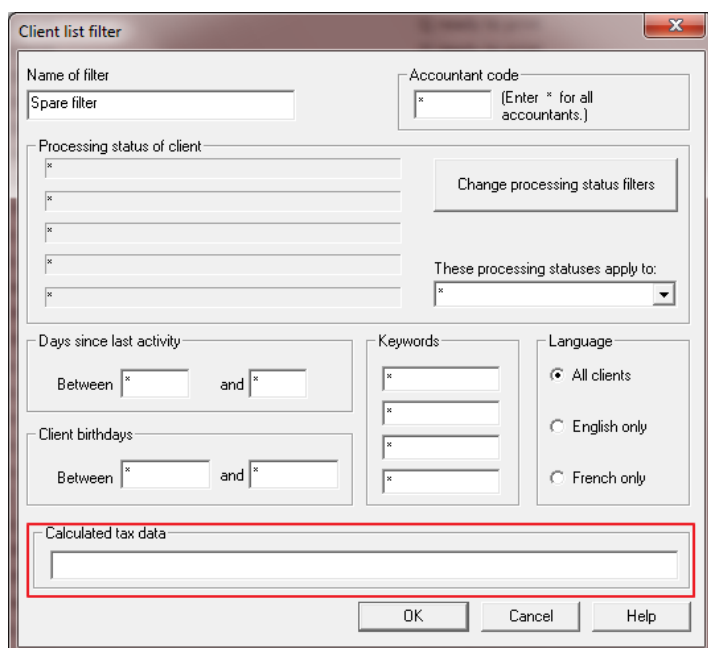 Client list filter
Name of filter
Spare filter
Accountant code
*
(Enter * for all
accountants.)
Processing status of client
*
*
*
*
*
Change processing status filters
These processing statuses apply to:
*
Days since last activity
Between * and *
Client birthdays
Between * and *
Keywords
*
*
*
*
Language
All clients
English only
French only
Calculated tax data
OK Cancel Help